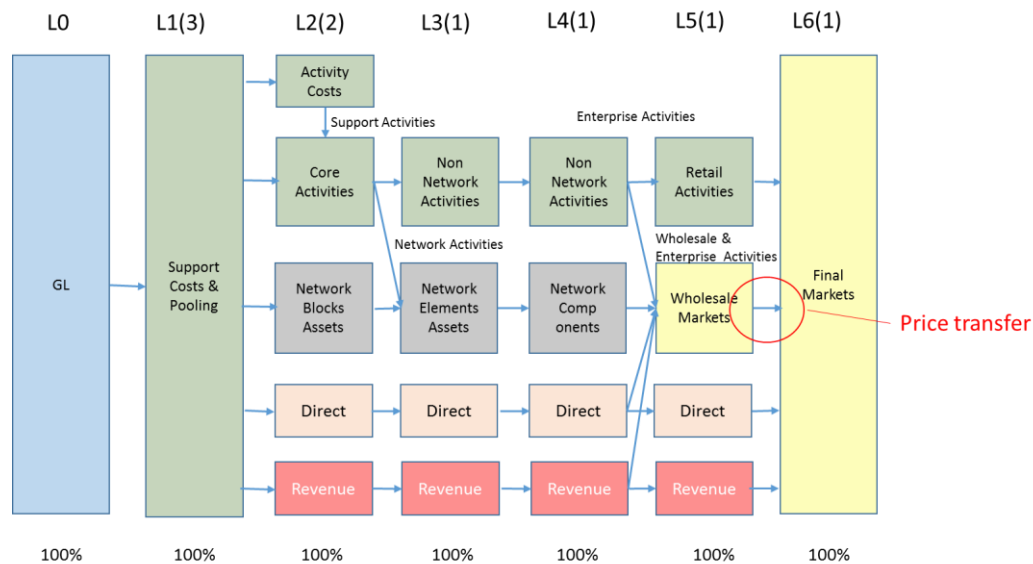 L0
L1(3)
L2(2)
L3(1)
L4(1)
L5(1)
L6(1)
GL
Support
Costs &
Pooling
Activity
Costs
Support Activities
Enterprise Activities
Core
Activities
Non
Network
Activities
Non
Network
Activities
Retail
Activities
Network Activities
Wholesale &
Enterprise Activities
Network
Blocks
Assets
Network
Elements
Assets
Network
Comp
onents
Wholesale
Markets
Final
Markets
Price transfer
Direct
Direct
Direct
Direct
Revenue
Revenue
Revenue
Revenue
100%
100%
100%
100%
100%
100%
100%